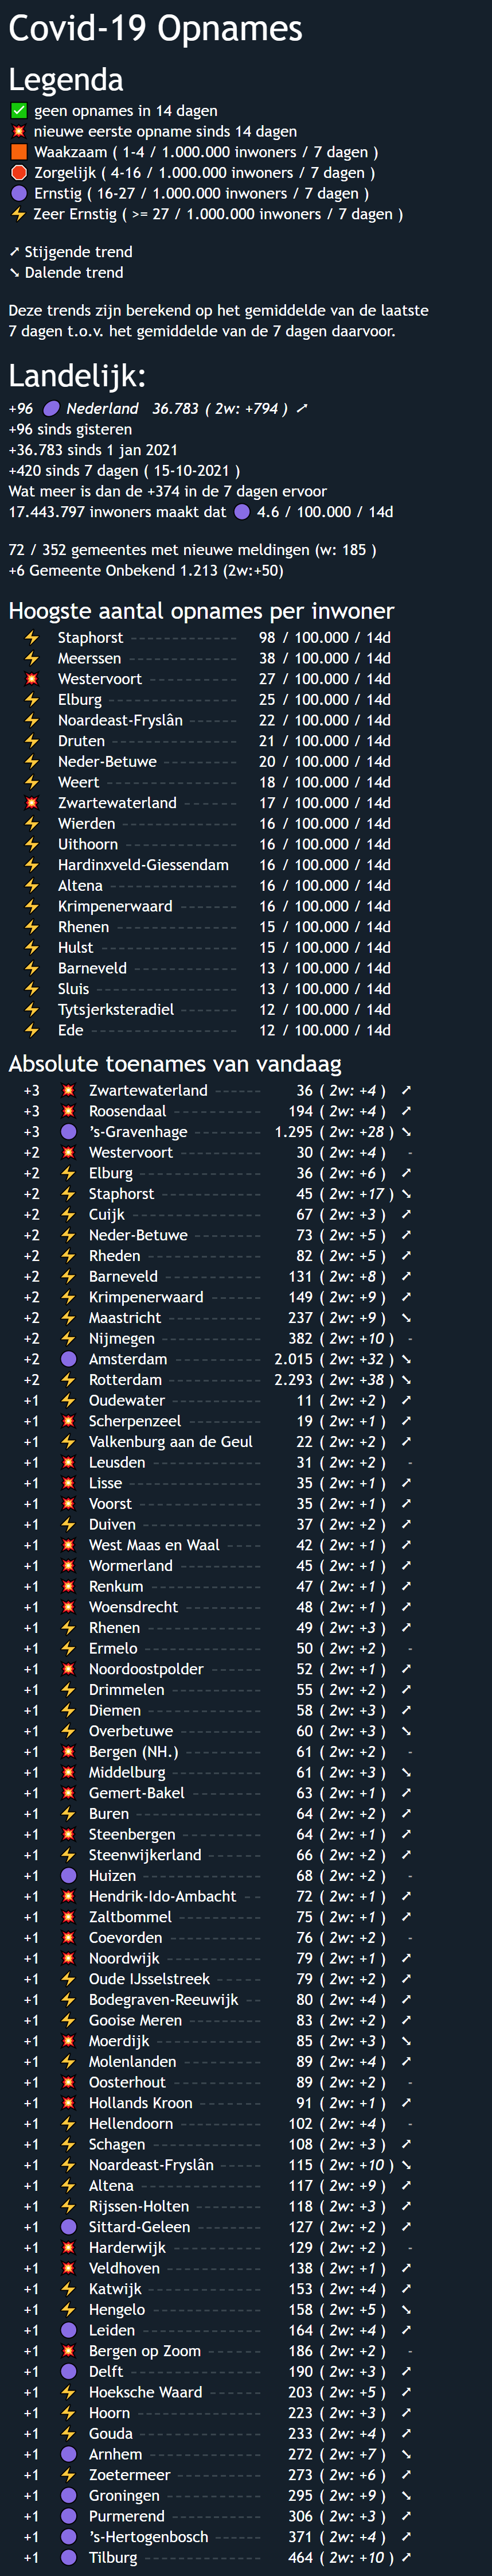 Covid-19 Opnames
Legenda
✅ geen opnames in 14 dagen
💥 nieuwe eerste opname sinds 14 dagen
🟧 Waakzaam ( 1-4 / 1.000.000 inwoners / 7 dagen )
🛑 Zorgelijk ( 4-16 / 1.000.000 inwoners / 7 dagen )
🟣 Ernstig ( 16-27 / 1.000.000 inwoners / 7 dagen )
⚡ Zeer Ernstig ( >= 27 / 1.000.000 inwoners / 7 dagen )
➚ Stijgende trend
➘ Dalende trend
Deze trends zijn berekend op het gemiddelde van de laatste
7 dagen t.o.v. het gemiddelde van de 7 dagen daarvoor.
Landelijk:
+96 🟣 Nederland 36.783 ( 2w: +794 ) ➚
+96 sinds gisteren
+36.783 sinds 1 jan 2021
+420 sinds 7 dagen ( 15-10-2021 )
Wat meer is dan de +374 in de 7 dagen ervoor
17.443.797 inwoners maakt dat 🟣 4.6 / 100.000 / 14d
72 / 352 gemeentes met nieuwe meldingen (w: 185 )
+6 Gemeente Onbekend 1.213 (2w:+50)
Hoogste aantal opnames per inwoner
⚡ Staphorst 98 / 100.000 / 14d
⚡ Meerssen 38 / 100.000 / 14d
💥 Westervoort 27 / 100.000 / 14d
⚡ Elburg 25 / 100.000 / 14d
⚡ Noardeast-Fryslân 22 / 100.000 / 14d
⚡ Druten 21 / 100.000 / 14d
⚡ Neder-Betuwe 20 / 100.000 / 14d
⚡ Weert 18 / 100.000 / 14d
💥 Zwartewaterland 17 / 100.000 / 14d
⚡ Wierden 16 / 100.000 / 14d
⚡ Uithoorn 16 / 100.000 / 14d
⚡ Hardinxveld-Giessendam 16 / 100.000 / 14d
⚡ Altena 16 / 100.000 / 14d
⚡ Krimpenerwaard 16 / 100.000 / 14d
⚡ Rhenen 15 / 100.000 / 14d
⚡ Hulst 15 / 100.000 / 14d
⚡ Barneveld 13 / 100.000 / 14d
⚡ Sluis 13 / 100.000 / 14d
⚡ Tytsjerksteradiel 12 / 100.000 / 14d
⚡ Ede 12 / 100.000 / 14d
Absolute toenames van vandaag
+3 💥 Zwartewaterland 36 ( 2w: +4 ) ➚
+3 💥 Roosendaal 194 ( 2w: +4 ) ➚
+3 🟣 's-Gravenhage 1.295 ( 2w: +28 ) ➘
+2 💥 Westervoort 30 ( 2w: +4 ) -
+2 ⚡ Elburg 36 ( 2w: +6 ) ➚
+2 ⚡ Staphorst 45 ( 2w: +17 ) ➘
+2 ⚡ Cuijk 67 ( 2w: +3 ) ➚
+2 ⚡ Neder-Betuwe 73 ( 2w: +5 ) ➚
+2 ⚡ Rheden 82 ( 2w: +5 ) ➚
+2 ⚡ Barneveld 131 ( 2w: +8 ) ➚
+2 ⚡ Krimpenerwaard 149 ( 2w: +9 ) ➚
+2 ⚡ Maastricht 237 ( 2w: +9 ) ➘
+2 ⚡ Nijmegen 382 ( 2w: +10 ) -
+2 🟣 Amsterdam 2.015 ( 2w: +32 ) ➘
+2 ⚡ Rotterdam 2.293 ( 2w: +38 ) ➘
+1 ⚡ Oudewater 11 ( 2w: +2 ) ➚
+1 💥 Scherpenzeel 19 ( 2w: +1 ) ➚
+1 ⚡ Valkenburg aan de Geul 22 ( 2w: +2 ) ➚
+1 💥 Leusden 31 ( 2w: +2 ) -
+1 💥 Lisse 35 ( 2w: +1 ) ➚
+1 💥 Voorst 35 ( 2w: +1 ) ➚
+1 ⚡ Duiven 37 ( 2w: +2 ) ➚
+1 💥 West Maas en Waal 42 ( 2w: +1 ) ➚
+1 💥 Wormerland 45 ( 2w: +1 ) ➚
+1 💥 Renkum 47 ( 2w: +1 ) ➚
+1 💥 Woensdrecht 48 ( 2w: +1 ) ➚
+1 ⚡ Rhenen 49 ( 2w: +3 ) ➚
+1 ⚡ Ermelo 50 ( 2w: +2 ) -
+1 💥 Noordoostpolder 52 ( 2w: +1 ) ➚
+1 ⚡ Drimmelen 55 ( 2w: +2 ) ➚
+1 ⚡ Diemen 58 ( 2w: +3 ) ➚
+1 ⚡ Overbetuwe 60 ( 2w: +3 ) ➘
+1 💥 Bergen (NH.) 61 ( 2w: +2 ) -
+1 💥 Middelburg 61 ( 2w: +3 ) ➘
+1 💥 Gemert-Bakel 63 ( 2w: +1 ) ➚
+1 ⚡ Buren 64 ( 2w: +2 ) ➚
+1 💥 Steenbergen 64 ( 2w: +1 ) ➚
+1 ⚡ Steenwijkerland 66 ( 2w: +2 ) ➚
+1 🟣 Huizen 68 ( 2w: +2 ) -
+1 💥 Hendrik-Ido-Ambacht 72 ( 2w: +1 ) ➚
+1 💥 Zaltbommel 75 ( 2w: +1 ) ➚
+1 💥 Coevorden 76 ( 2w: +2 ) -
+1 💥 Noordwijk 79 ( 2w: +1 ) ➚
+1 ⚡ Oude IJsselstreek 79 ( 2w: +2 ) ➚
+1 ⚡ Bodegraven-Reeuwijk 80 ( 2w: +4 ) ➚
+1 ⚡ Gooise Meren 83 ( 2w: +2 ) ➚
+1 💥 Moerdijk 85 ( 2w: +3 ) ➘
+1 ⚡ Molenlanden 89 ( 2w: +4 ) ➚
+1 💥 Oosterhout 89 ( 2w: +2 ) -
+1 💥 Hollands Kroon 91 ( 2w: +1 ) ➚
+1 ⚡ Hellendoorn 102 ( 2w: +4 ) -
+1 ⚡ Schagen 108 ( 2w: +3 ) ➚
+1 ⚡ Noardeast-Fryslân 115 ( 2w: +10 ) ➘
+1 ⚡ Altena 117 ( 2w: +9 ) ➚
+1 ⚡ Rijssen-Holten 118 ( 2w: +3 ) ➚
+1 🟣 Sittard-Geleen 127 ( 2w: +2 ) ➚
+1 💥 Harderwijk 129 ( 2w: +2 ) -
+1 💥 Veldhoven 138 ( 2w: +1 ) ➚
+1 ⚡ Katwijk 153 ( 2w: +4 ) ➚
+1 ⚡ Hengelo 158 ( 2w: +5 ) ➘
+1 🟣 Leiden 164 ( 2w: +4 ) ➚
+1 💥 Bergen op Zoom 186 ( 2w: +2 ) -
+1 🟣 Delft 190 ( 2w: +3 ) ➚
+1 ⚡ Hoeksche Waard 203 ( 2w: +5 ) ➚
+1 ⚡ Hoorn 223 ( 2w: +3 ) ➚
+1 ⚡ Gouda 233 ( 2w: +4 ) ➚
+1 🟣 Arnhem 272 ( 2w: +7 ) ➘
+1 ⚡ Zoetermeer 273 ( 2w: +6 ) ➚
+1 🟣 Groningen 295 ( 2w: +9 ) ➘
+1 🟣 Purmerend 306 ( 2w: +3 ) ➚
+1 🟣 's-Hertogenbosch 371 ( 2w: +4 ) ➚
+1 🟣 Tilburg 464 ( 2w: +10 ) ➚